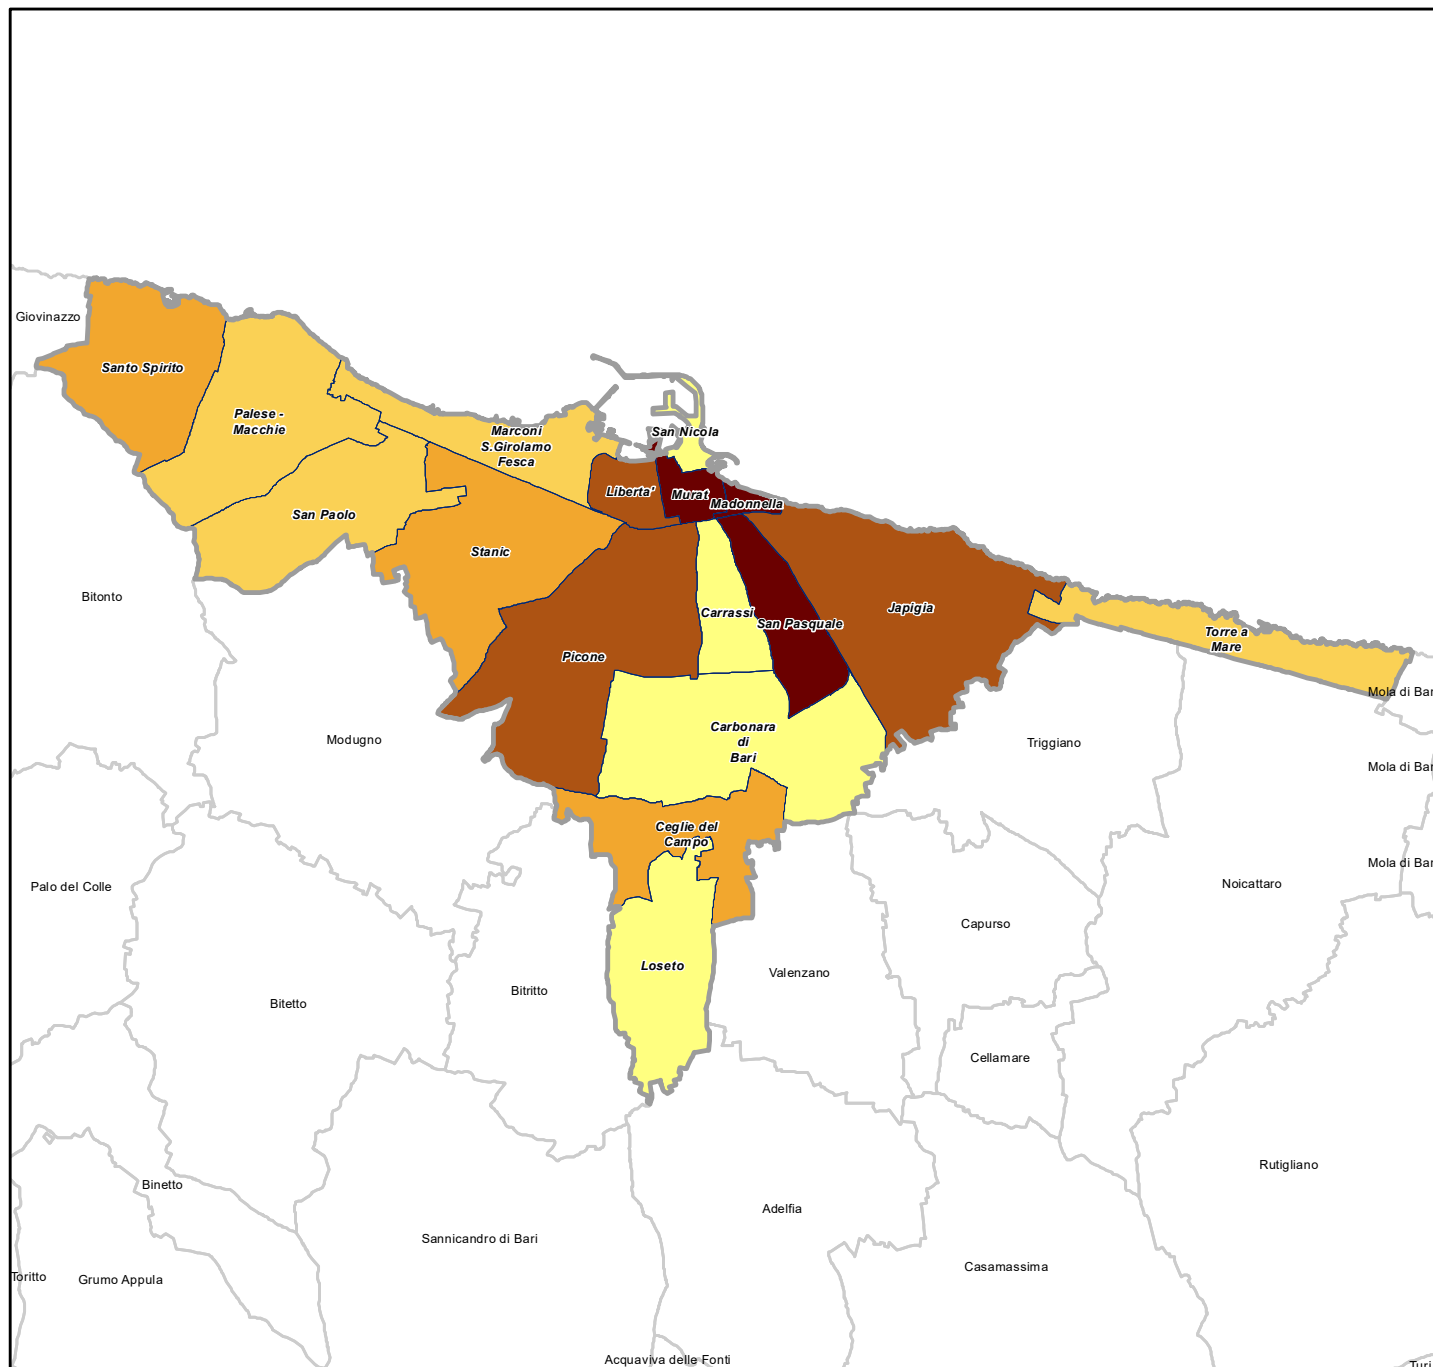 Giovinazzo
Santo Spirito
Palese -
Macchie
Marconi
S.Girolamo
Fesca
San Nicola
Liberta'
Murat
Madonnella
San Paolo
Stanic
Bitonto
Carrassi
San Pasquale
Japigia
Torre a
Mare
Picone
Mola di Bar
Modugno
Carbonara
di
Bari
Triggiano
Mola di Bar
Ceglie del
Campo
Mola di Bar
Palo del Colle
Noicattaro
Capurso
Loseto
Valenzano
Bitetto
Bitritto
Cellamare
Rutigliano
Binetto
Adelfia
Sannicandro di Bari
Casamassima
Toritto
Grumo Appula
Acquaviva delle Fonti
Turi